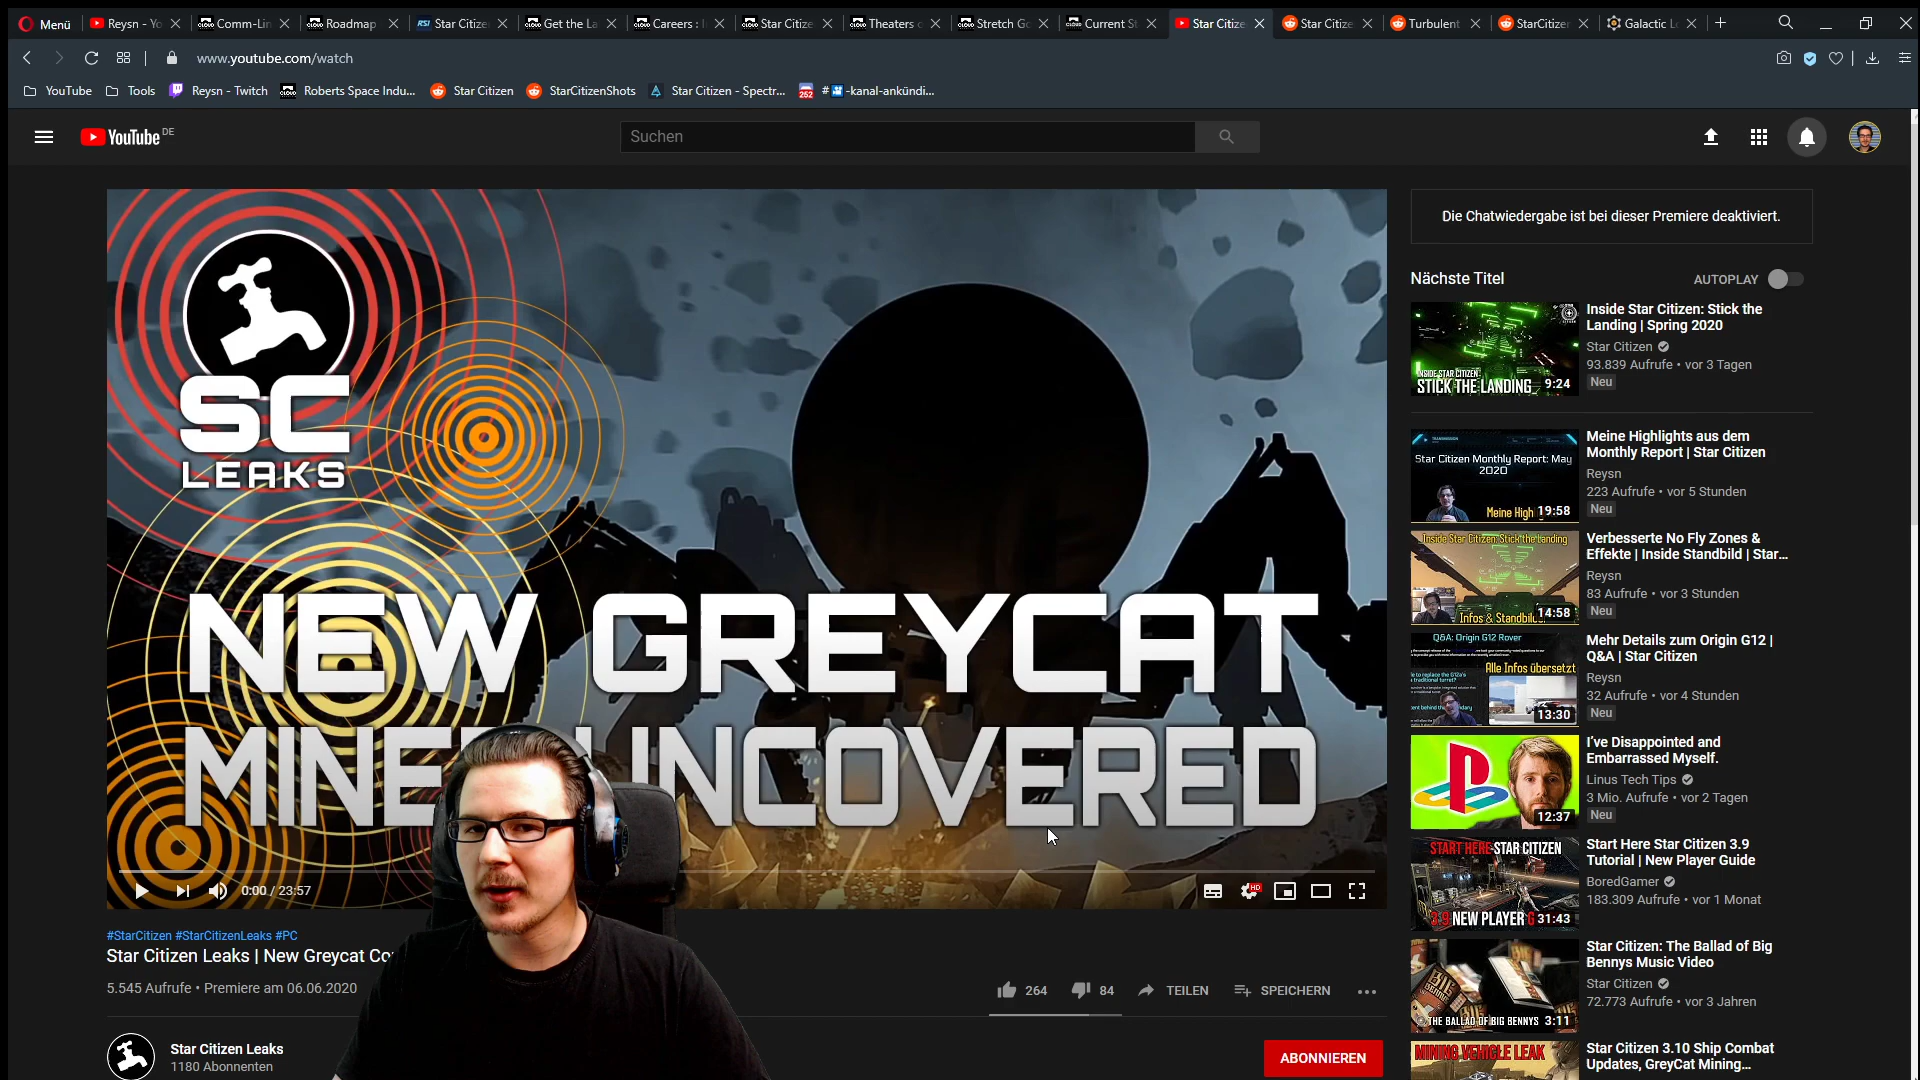 Menü
Reysn - Yo
Comm-Lin
Roadmap
Star Citize
Get the La
Careers :
Star Citize
Theaters
Stretch Go
Current St
Star Citize
Star Citize
Turbulent
StarCitizen
Galactic L
www.youtube.com/watch
YouTube
Tools
Reysn - Twitch
Roberts Space Indu...
Star Citizen
StarCitizenShots
Star Citizen - Spectr...
252
-kanal-ankündi...
YouTube DE
Suchen
SC
LEAKS
NEW GREYCAT
0:00 / 23:57
HD
#StarCitizen #StarCitizenLeaks #PC
Star Citizen Leaks | New Greycat
5.545 Aufrufe • Premiere am 06.06.2020
264
84
TEILEN
SPEICHERN
Star Citizen Leaks
1180 Abonnenten
ABONNIEREN
Die Chatwiedergabe ist bei dieser Premiere deaktiviert.
Nächste Titel
AUTOPLAY
INSIDE STAR CITIZEN:
STICK THE LANDING
9:24
Inside Star Citizen: Stick the
Landing | Spring 2020
Star Citizen
93.839 Aufrufe • vor 3 Tagen
Neu
Star Citizen Monthly Report: May
2020
Meine High
19:58
Meine Highlights aus dem
Monthly Report | Star Citizen
Reysn
223 Aufrufe • vor 5 Stunden
Neu
Inside Star Citizen: Stick the Landing
Infos & Standbild
14:58
Verbesserte No Fly Zones &
Effekte | Inside Standbild | Star...
Reysn
83 Aufrufe • vor 3 Stunden
Neu
Q&A: Origin G12 Rover
Alle Infos übersetzt
13:30
Mehr Details zum Origin G12 |
Q&A | Star Citizen
Reysn
32 Aufrufe • vor 4 Stunden
Neu
12:37
I've Disappointed and
Embarrassed Myself.
Linus Tech Tips
3 Mio. Aufrufe • vor 2 Tagen
Neu
START HERE STAR CITIZEN
3.9 NEW PLAYER G
31:43
Start Here Star Citizen 3.9
Tutorial | New Player Guide
BoredGamer
183.309 Aufrufe • vor 1 Monat
THE BALLAD OF BIG BENNYS
3:11
Star Citizen: The Ballad of Big
Bennys Music Video
Star Citizen
72.773 Aufrufe • vor 3 Jahren
MINING VEHICLE LEAK
Star Citizen 3.10 Ship Combat
Updates, GreyCat Mining...